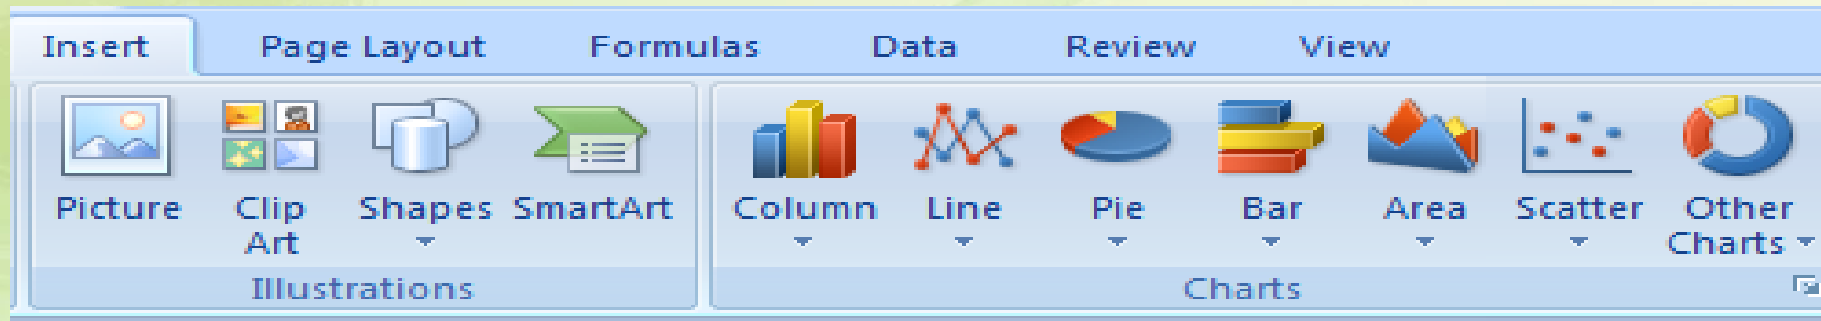 Insert Page Layout Formulas Data Review View
Picture Clip Art Shapes SmartArt Column Line Pie Bar Area Scatter Other Charts
Illustrations Charts